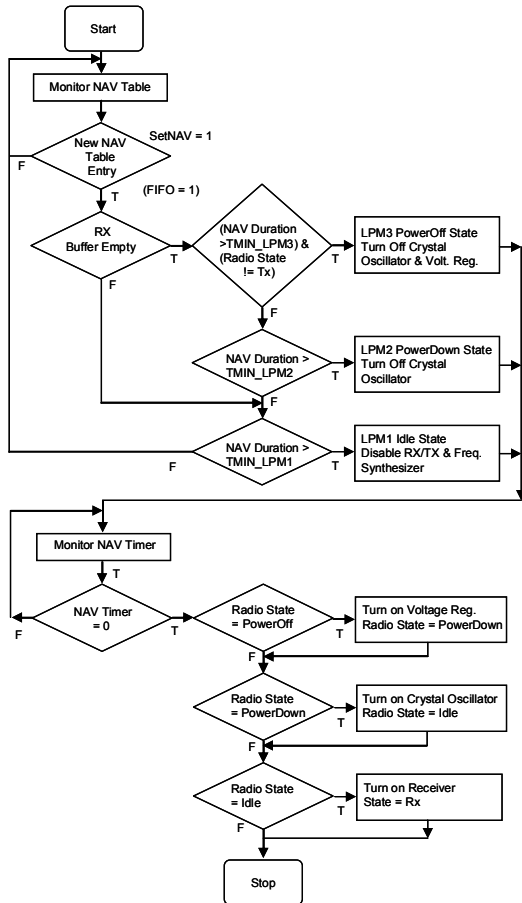 Start
Monitor NAV Table
New NAV
Table
Entry
SetNAV = 1
F
T
(FIFO = 1)
RX
Buffer Empty
T
F
(NAV Duration
>TMIN_LPM3) &
(Radio State
!= Tx)
T
F
LPM3 PowerOff State
Turn Off Crystal
Oscillator & Volt. Reg.
NAV Duration >
TMIN_LPM2
T
F
LPM2 PowerDown State
Turn Off Crystal
Oscillator
NAV Duration >
TMIN_LPM1
F
T
LPM1 Idle State
Disable RX/TX & Freq.
Synthesizer
Monitor NAV Timer
T
NAV Timer
= 0
F
T
Radio State
= PowerOff
T
F
Turn on Voltage Reg.
Radio State = PowerDown
Radio State
= PowerDown
T
F
Turn on Crystal Oscillator
Radio State = Idle
Radio State
= Idle
T
F
Turn on Receiver
State = Rx
Stop